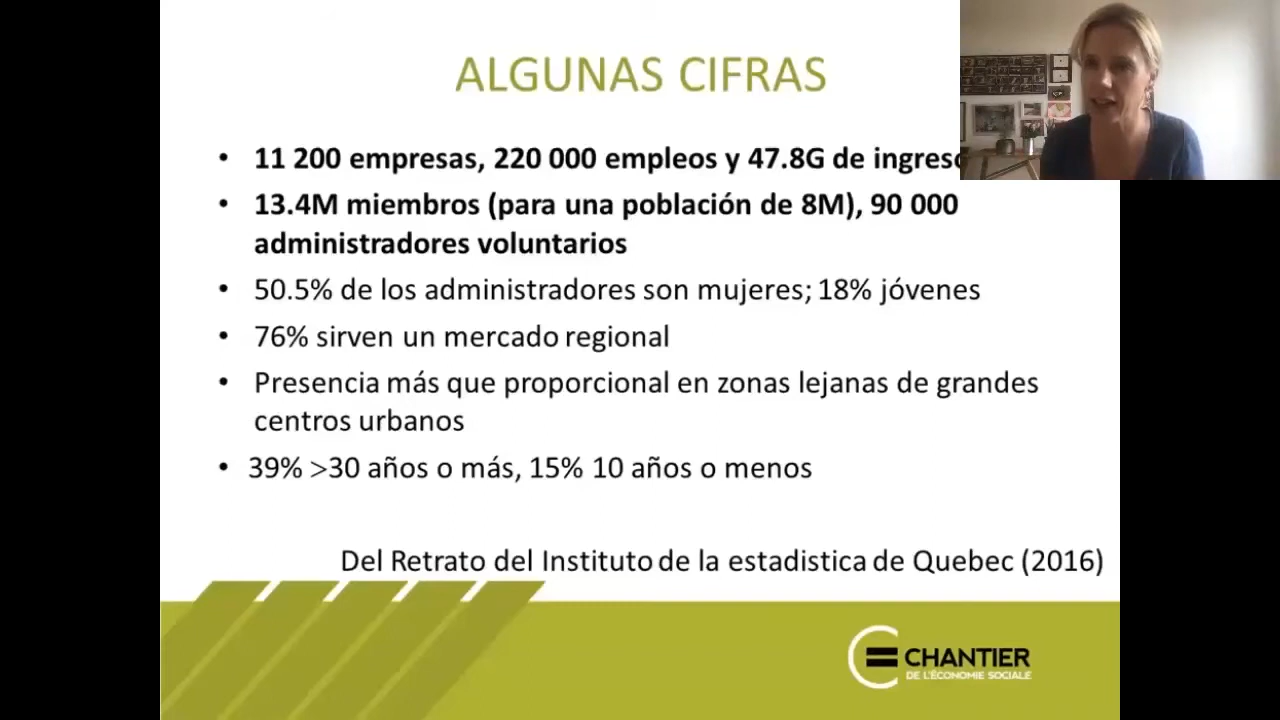 ALGUNAS CIFRAS
• 11 200 empresas, 220 000 empleos y 47.8G de
• 13.4M miembros (para una población de 8M), 90 000
administradores voluntarios
• 50.5% de los administradores son mujeres; 18% jóvenes
• 76% sirven un mercado regional
• Presencia más que proporcional en zonas lejanas de grandes
centros urbanos
• 39% >30 años o más, 15% 10 años o menos
Del Retrato del Instituto de la estadistica de Quebec (2016)
CHANTIER
DE L'ÉCONOMIE SOCIALE